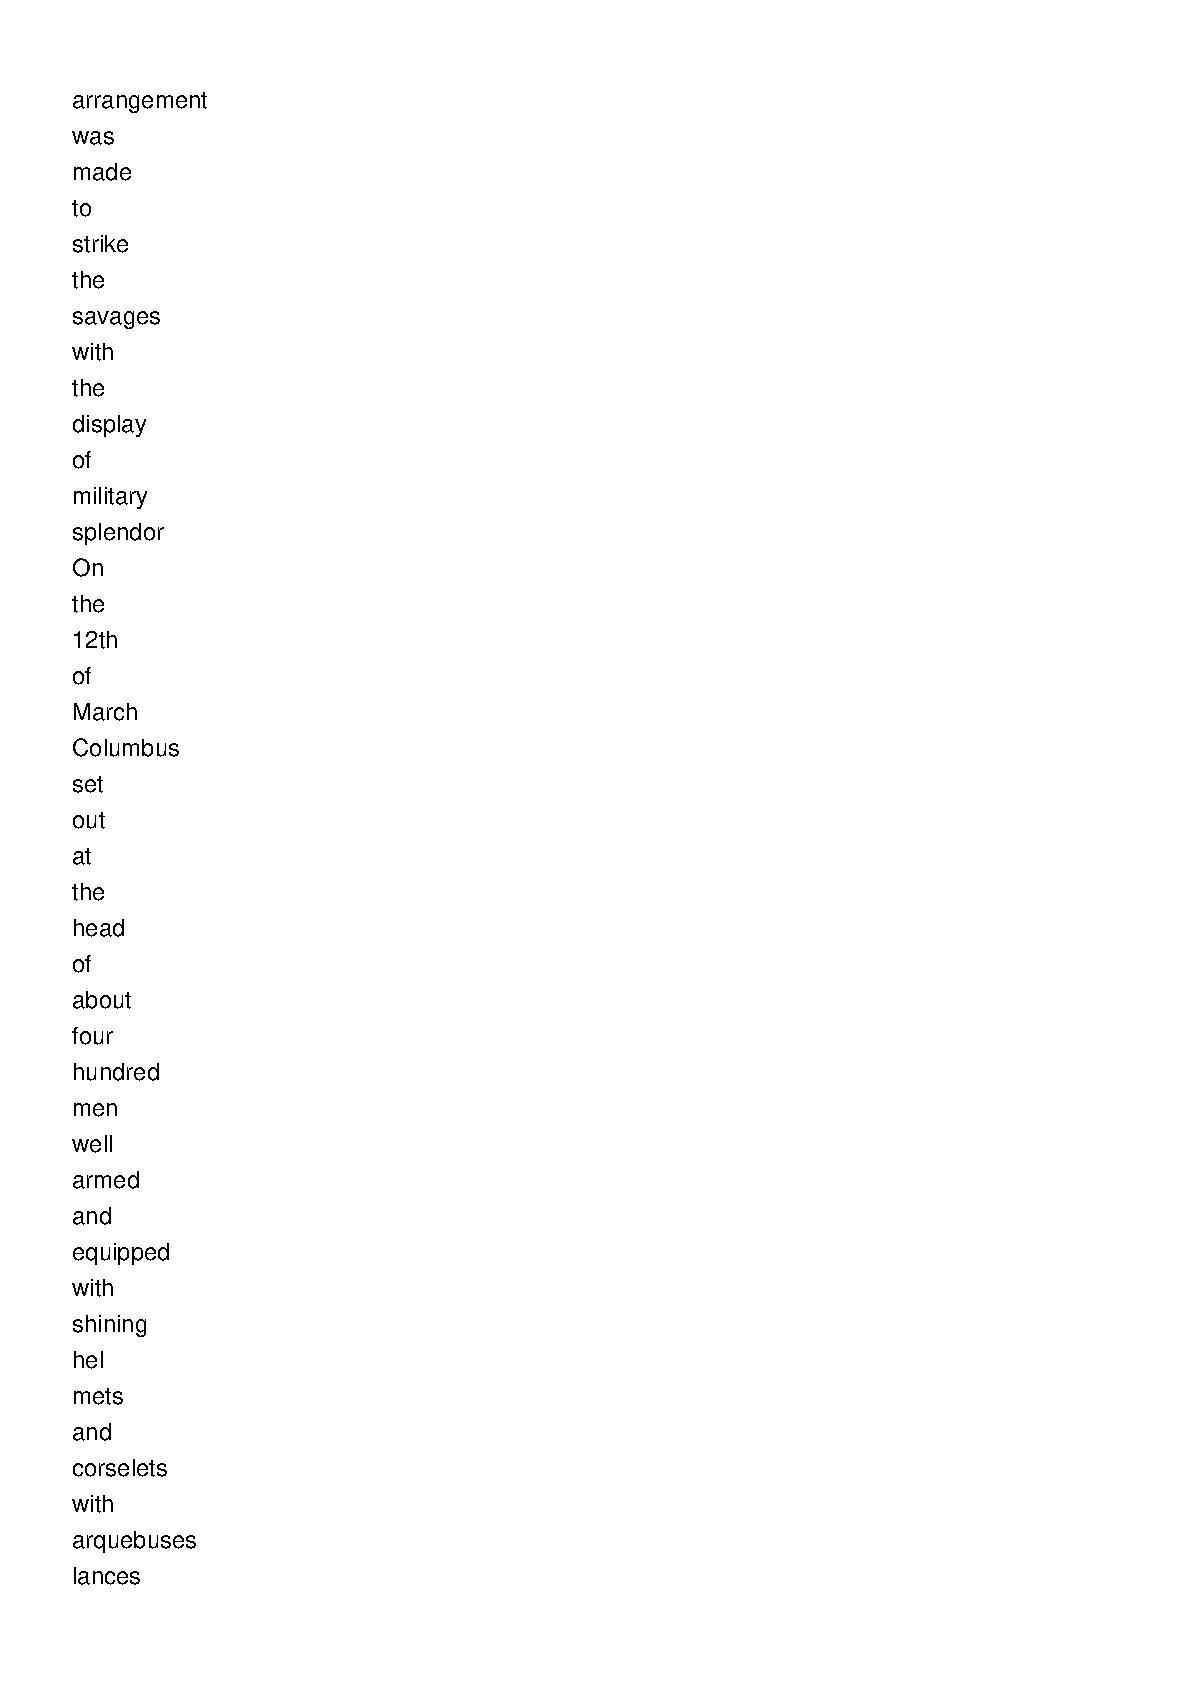 arrangement
was
made
to
strike
the
savages
with
the
display
of
military
splendor
On
the
12th
of
March
Columbus
set
out
at
the
head
of
about
four
hundred
men
well
armed
and
equipped
with
shining
hel
mets
and
corselets
with
arquebuses
lances